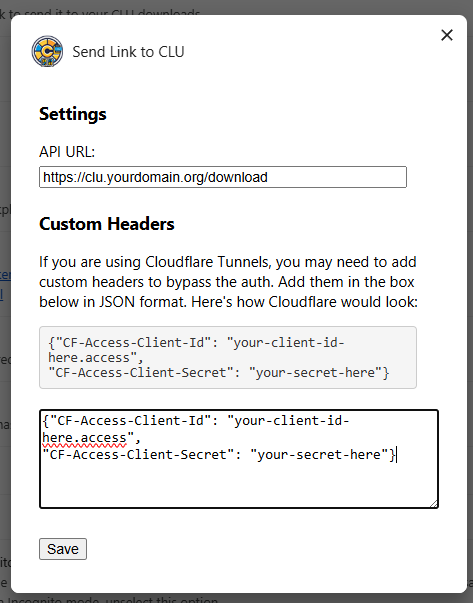 k to send it to your CLU downloads
Send Link to CLU
Settings
API URL:
https://clu.yourdomain.org/download
Custom Headers
If you are using Cloudflare Tunnels, you may need to add
custom headers to bypass the auth. Add them in the box
below in JSON format. Here's how Cloudflare would look:
{"CF-Access-Client-Id": "your-client-id-
here.access",
"CF-Access-Client-Secret": "your-secret-here"}
{"CF-Access-Client-Id": "your-client-id-
here.access",
"CF-Access-Client-Secret": "your-secret-here"}
Save
Incognito mode, unselect this option